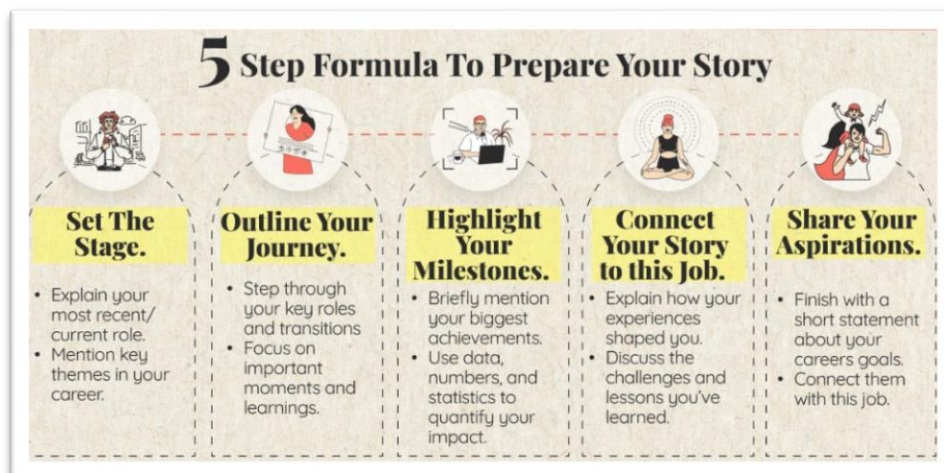 5 Step Formula To Prepare Your Story
Set The
Stage.
• Explain your
most recent/
current role.
• Mention key
themes in your
career.
Outline Your
Journey.
• Step through
your key roles
and transitions
• Focus on
important
moments and
learnings.
Highlight
Your
Milestones.
• Briefly mention
your biggest
achievements.
• Use data,
numbers, and
statistics to
quantify your
impact.
Connect
Your Story
to this Job.
• Explain how your
experiences
shaped you.
• Discuss the
challenges and
lessons you've
learned.
Share Your
Aspirations.
• Finish with a
short statement
about your
careers goals.
• Connect them
with this job.